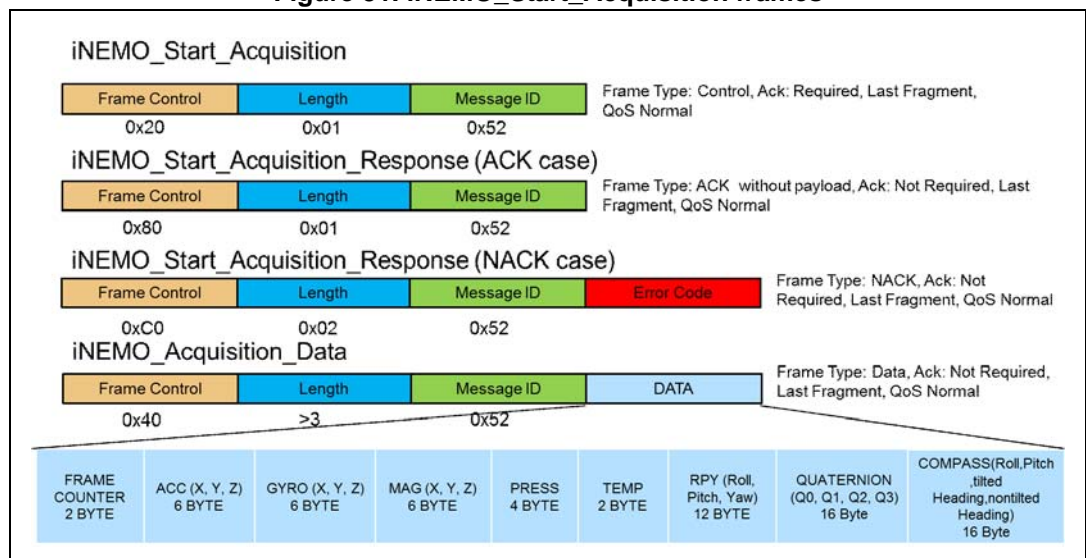 iNEMO_Start_Acquisition
Frame Control Length Message ID
0x20 0x01 0x52
Frame Type: Control, Ack: Required, Last Fragment,
QoS Normal
iNEMO_Start_Acquisition_Response (ACK case)
Frame Control Length Message ID
0x80 0x01 0x52
Frame Type: ACK without payload, Ack: Not Required, Last
Fragment, QoS Normal
iNEMO_Start_Acquisition_Response (NACK case)
Frame Control Length Message ID Error Code
0xC0 0x02 0x52
Frame Type: NACK, Ack: Not
Required, Last Fragment, QoS Normal
iNEMO_Acquisition_Data
Frame Control Length Message ID DATA
0x40 >3 0x52
Frame Type: Data, Ack: Not Required,
Last Fragment, QoS Normal
FRAME
COUNTER
2 BYTE
ACC (X, Y, Z)
6 BYTE
GYRO (X, Y, Z)
6 BYTE
MAG (X, Y, Z)
6 BYTE
PRESS
4 BYTE
TEMP
2 BYTE
RPY (Roll,
Pitch, Yaw)
12 BYTE
QUATERNION
(Q0, Q1, Q2, Q3)
16 Byte
COMPASS(Roll,Pitch
,tilted
Heading,nontilted
Heading)
16 Byte